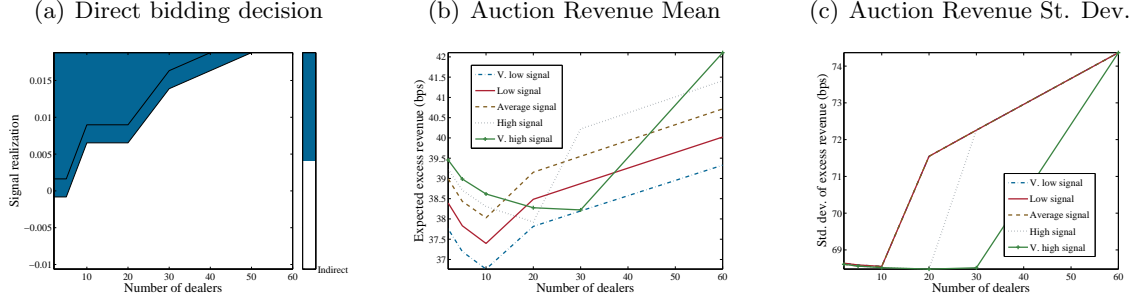 (a) Direct bidding decision
Signal realization
0.015
0.01
0.005
0
−0.005
−0.01
10 20 30 40 50 60
Number of dealers
Indirect
(b) Auction Revenue Mean
Expected excess revenue (bps)
42
41.5
41
40.5
40
39.5
39
38.5
38
37.5
37
V. low signal
Low signal
Average signal
High signal
V. high signal
10 20 30 40 50 60
Number of dealers
(c) Auction Revenue St. Dev.
Std. dev. of excess revenue (bps)
74
73
72
71
70
69
V. low signal
Low signal
Average signal
High signal
V. high signal
10 20 30 40 50 60
Number of dealers